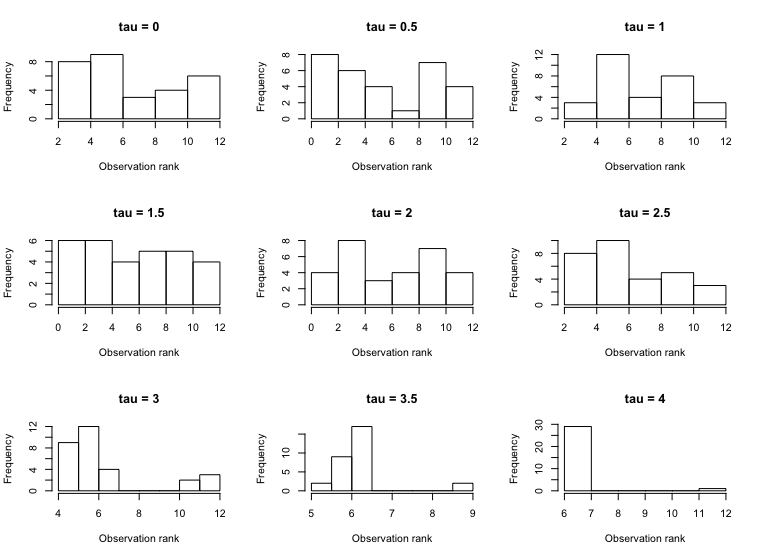 tau = 0
tau = 0.5
tau = 1
Frequency
0 4 8
2 4 6 8 10 12
Observation rank
Frequency
0 2 4 6 8
0 2 4 6 8 10 12
Observation rank
Frequency
0 4 8 12
2 4 6 8 10 12
Observation rank
tau = 1.5
tau = 2
tau = 2.5
Frequency
0 2 4 6
0 2 4 6 8 10 12
Observation rank
Frequency
0 2 4 6 8
0 2 4 6 8 10 12
Observation rank
Frequency
0 4 8
2 4 6 8 10 12
Observation rank
tau = 3
tau = 3.5
tau = 4
Frequency
0 4 8 12
4 6 8 10 12
Observation rank
Frequency
0 5 10
5 6 7 8 9
Observation rank
Frequency
0 10 20 30
6 7 8 9 10 11 12
Observation rank